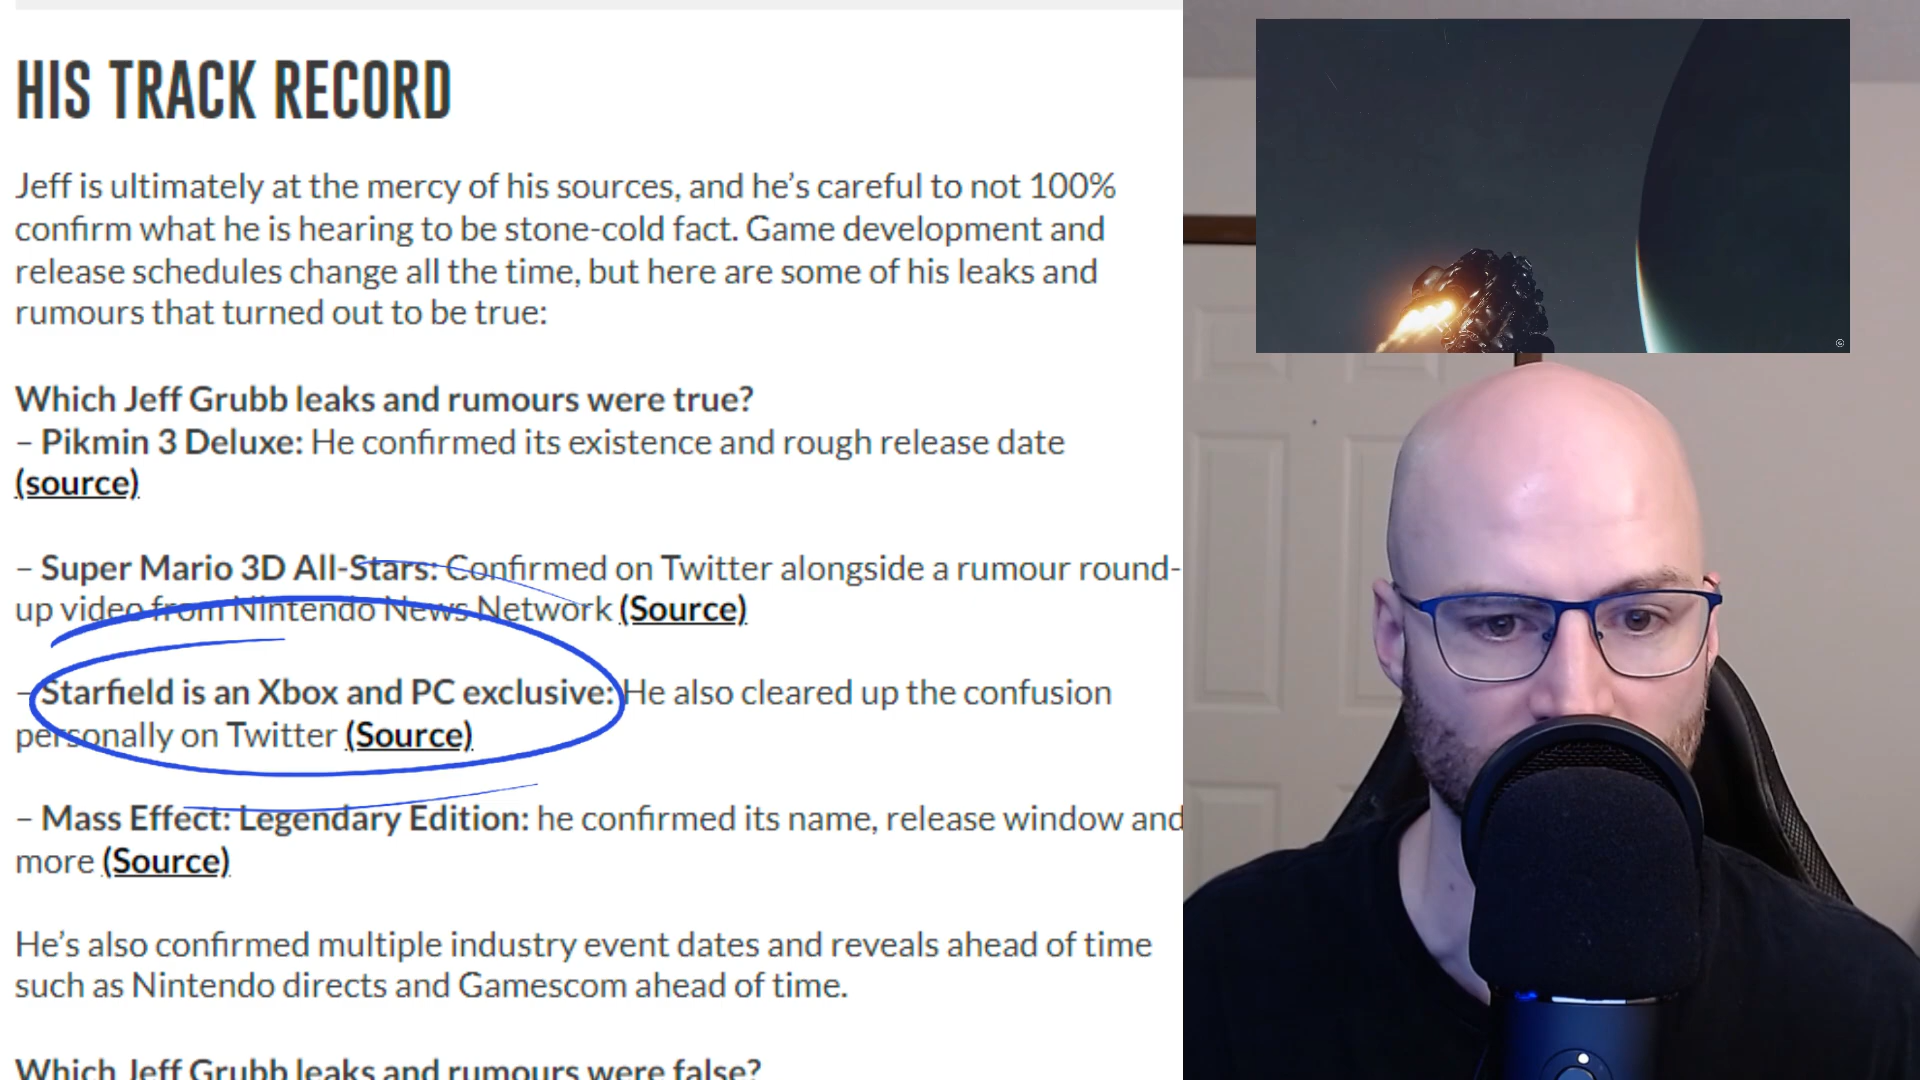 HIS TRACK RECORD
Jeff is ultimately at the mercy of his sources, and he’s careful to not 100%
confirm what he is hearing to be stone-cold fact. Game development and
release schedules change all the time, but here are some of his leaks and
rumours that turned out to be true:
Which Jeff Grubb leaks and rumours were true?
– Pikmin 3 Deluxe: He confirmed its existence and rough release date
(source)
– Super Mario 3D All-Stars: Confirmed on Twitter alongside a rumour round-
up video from Nintendo News Network (Source)
– Starfield is an Xbox and PC exclusive: He also cleared up the confusion
personally on Twitter (Source)
– Mass Effect: Legendary Edition: he confirmed its name, release window and
more (Source)
He’s also confirmed multiple industry event dates and reveals ahead of time
such as Nintendo directs and Gamescom ahead of time.
Which Jeff Grubb leaks and rumours were false?